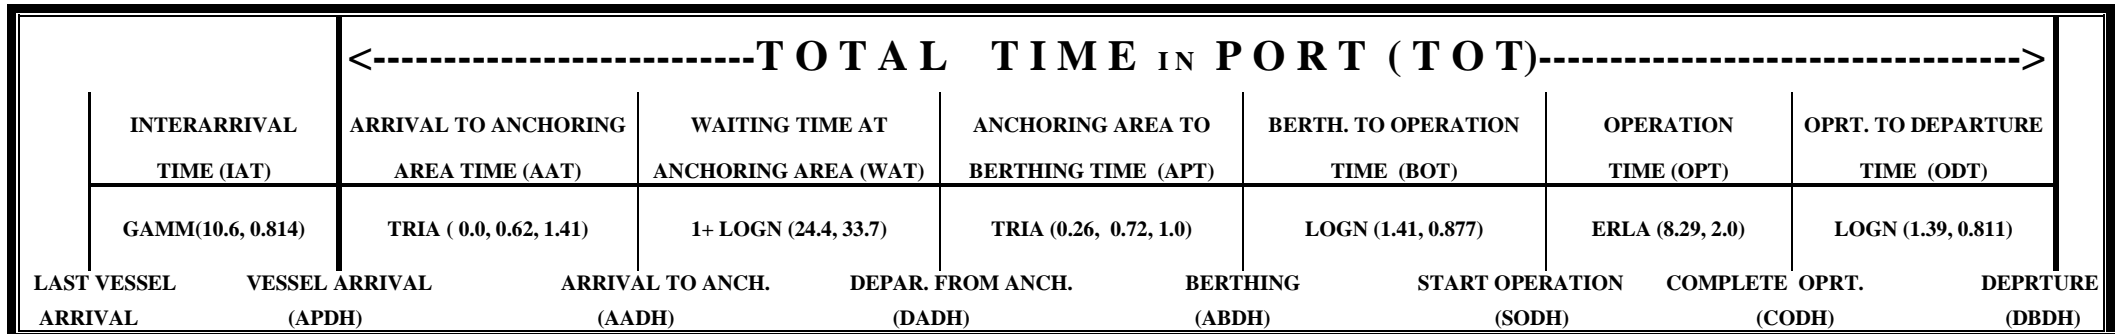 <---------------------------T O T A L T I M E I N P O R T ( T O T)----------------------------------->
INTERARRIVAL ARRIVAL TO ANCHORING WAITING TIME AT ANCHORING AREA TO BERTH. TO OPERATION OPERATION OPRT. TO DEPARTURE
TIME (IAT) AREA TIME (AAT) ANCHORING AREA (WAT) BERTHING TIME (APT) TIME (BOT) TIME (OPT) TIME (ODT)
GAMM(10.6, 0.814) TRIA ( 0.0, 0.62, 1.41) 1+ LOGN (24.4, 33.7) TRIA (0.26, 0.72, 1.0) LOGN (1.41, 0.877) ERLA (8.29, 2.0) LOGN (1.39, 0.811)
LAST VESSEL VESSEL ARRIVAL ARRIVAL TO ANCH. DEPAR. FROM ANCH. BERTHING START OPERATION COMPLETE OPRT. DEPRTURE
ARRIVAL (APDH) (AADH) (DADH) (ABDH) (SODH) (CODH) (DBDH)